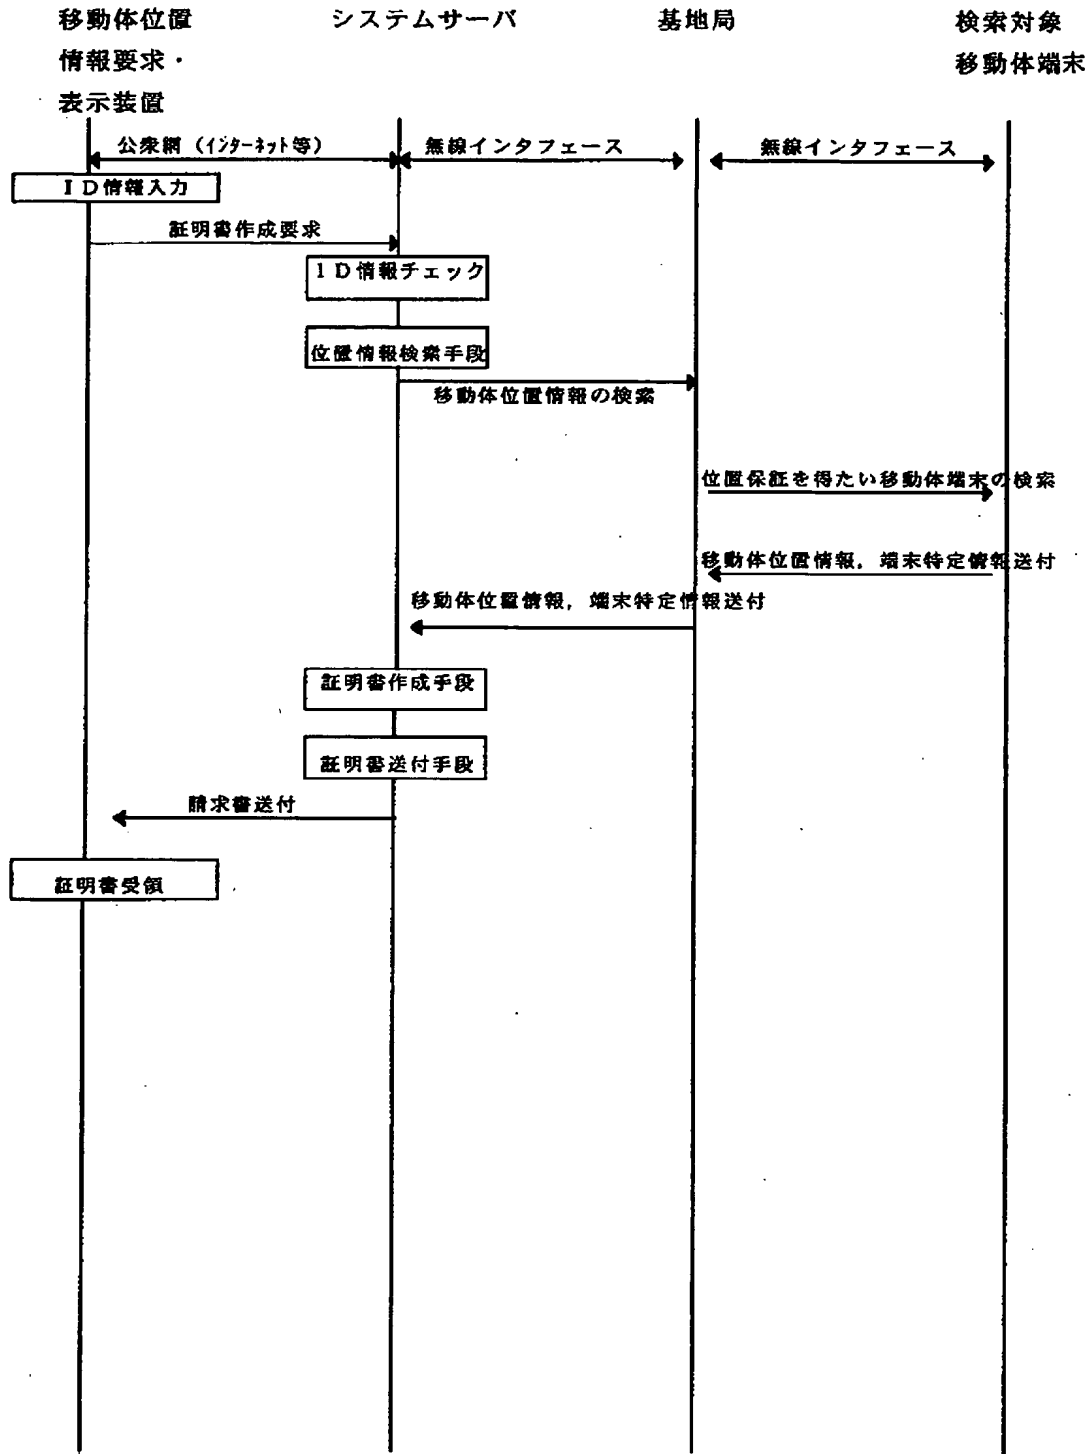 移動体位置
情報要求・
表示装置
システムサーバ
基地局
検索対象
移動体端末
公衆網（インターネット等）
無線インタフェース
無線インタフェース
ＩＤ情報入力
証明書作成要求
ＩＤ情報チェック
位置情報検索手段
移動体位置情報の検索
位置保証を得たい移動体端末の検索
移動体位置情報，端末特定情報送付
移動体位置情報，端末特定情報送付
証明書作成手段
証明書送付手段
請求書送付
証明書受領